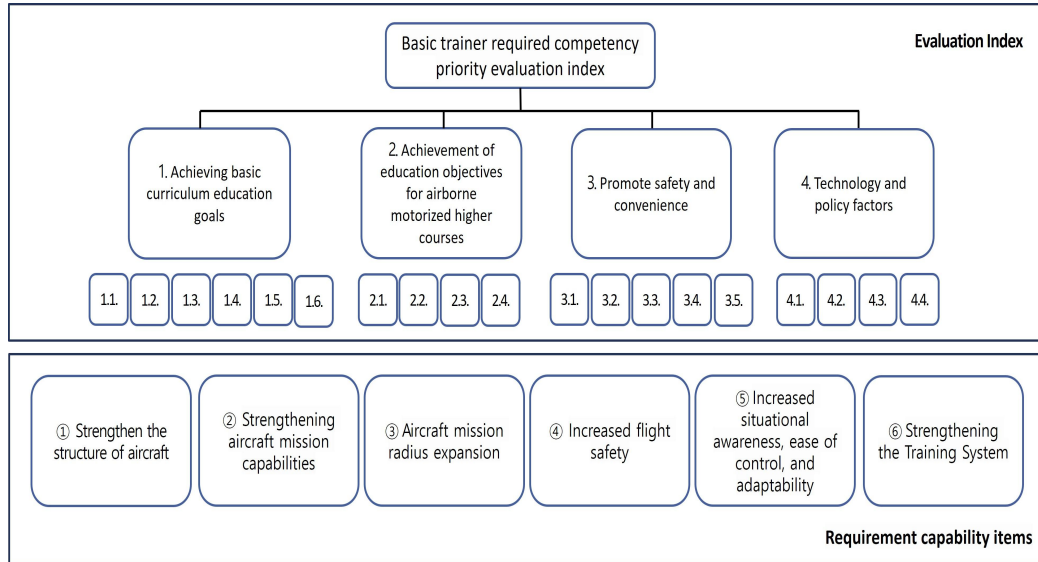 Evaluation Index
Basic trainer required competency
priority evaluation index
1. Achieving basic
curriculum education
goals
2. Achievement of
education objectives
for airborne
motorized higher
courses
3. Promote safety and
convenience
4. Technology and
policy factors
1.1.
1.2.
1.3.
1.4.
1.5.
1.6.
2.1.
2.2.
2.3.
2.4.
3.1.
3.2.
3.3.
3.4.
3.5.
4.1.
4.2.
4.3.
4.4.
① Strengthen the
structure of aircraft
② Strengthening
aircraft mission
capabilities
③ Aircraft mission
radius expansion
④ Increased flight
safety
⑤ Increased
situational
awareness, ease of
control, and
adaptability
⑥ Strengthening
the Training System
Requirement capability items